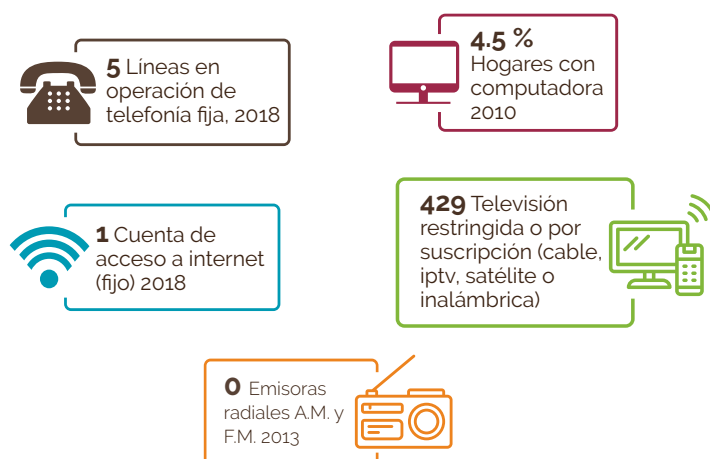 5 Líneas en
operación de
telefonía fija, 2018
4.5 %
Hogares con
computadora
2010
1 Cuenta de
acceso a internet
(fijo) 2018
429 Televisión
restringida o por
suscripción (cable,
iptv, satélite o
inalámbrica)
0 Emisoras
radiales A.M. y
F.M. 2013